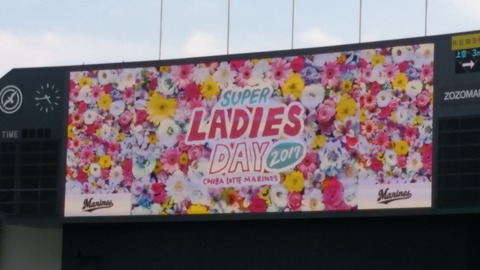 SUPER
LADIES
DAY 2017
CHIBA LOTTE MARINES
Marines
Marines
TIME
ZOZOMAR